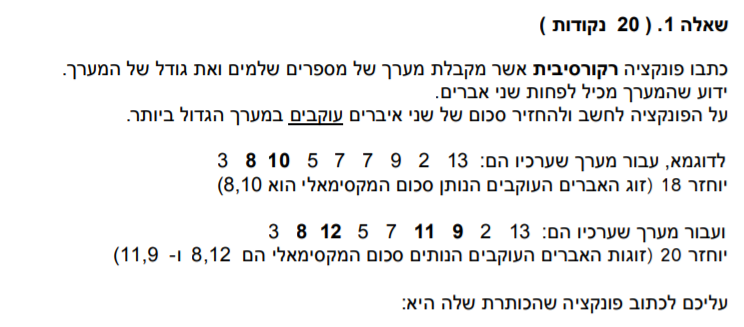 שאלה 1. ( 20 נקודות )
כתבו פונקציה רקורסיבית אשר מקבלת מערך של מספרים שלמים ואת גודל של המערך.
ידוע שהמערך מכיל לפחות שני אברים.
על הפונקציה לחשב ולהחזיר סכום של שני איברים עוקבים במערך הגדול ביותר.
לדוגמא, עבור מערך שערכיו הם: 13 2 9 7 7 5 10 8 3
יוחזר 18 (זוג האברים העוקבים הנותן סכום המקסימאלי הוא 8,10)
ועבור מערך שערכיו הם: 13 2 9 11 7 5 12 8 3
יוחזר 20 (זוגות האברים העוקבים הנותים סכום המקסימאלי הם 8,12 ו- 11,9)
עליכם לכתוב פונקציה שהכותרת שלה היא: